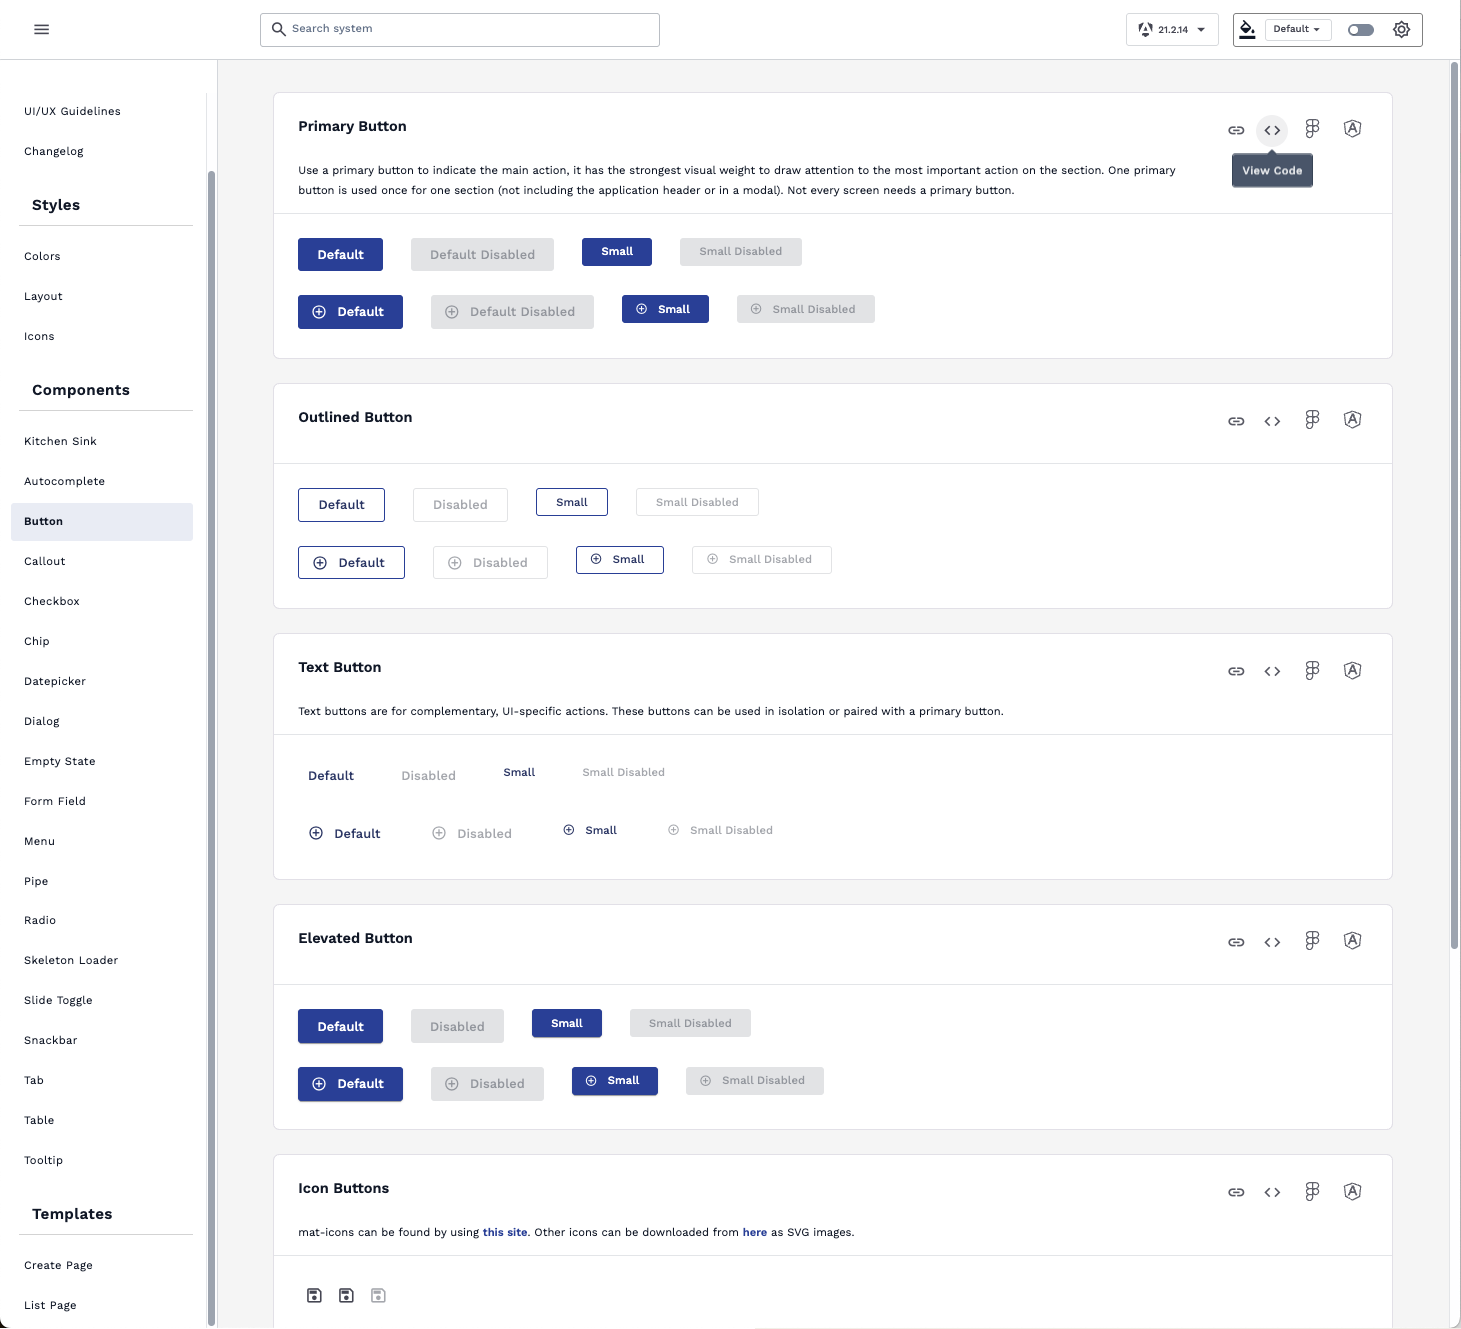 Search system
21.2.14
Default
UI/UX Guidelines
Changelog
Styles
Colors
Layout
Icons
Components
Kitchen Sink
Autocomplete
Button
Callout
Checkbox
Chip
Datepicker
Dialog
Empty State
Form Field
Menu
Pipe
Radio
Skeleton Loader
Slide Toggle
Snackbar
Tab
Table
Tooltip
Templates
Create Page
List Page
Primary Button
View Code
Use a primary button to indicate the main action, it has the strongest visual weight to draw attention to the most important action on the section. One primary
button is used once for one section (not including the application header or in a modal). Not every screen needs a primary button.
Default Default Disabled Small Small Disabled
Default Default Disabled Small Small Disabled
Outlined Button
Default Disabled Small Small Disabled
Default Disabled Small Small Disabled
Text Button
Text buttons are for complementary, UI-specific actions. These buttons can be used in isolation or paired with a primary button.
Default Disabled Small Small Disabled
Default Disabled Small Small Disabled
Elevated Button
Default Disabled Small Small Disabled
Default Disabled Small Small Disabled
Icon Buttons
mat-icons can be found by using this site. Other icons can be downloaded from here as SVG images.